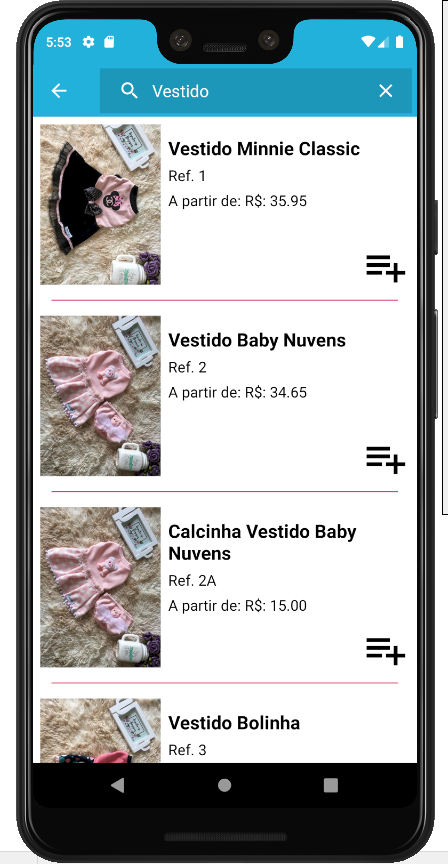 5:53
Vestido
Vestido Minnie Classic
Ref. 1
A partir de: R$: 35.95
Vestido Baby Nuvens
Ref. 2
A partir de: R$: 34.65
Calcinha Vestido Baby
Nuvens
Ref. 2A
A partir de: R$: 15.00
Vestido Bolinha
Ref. 3